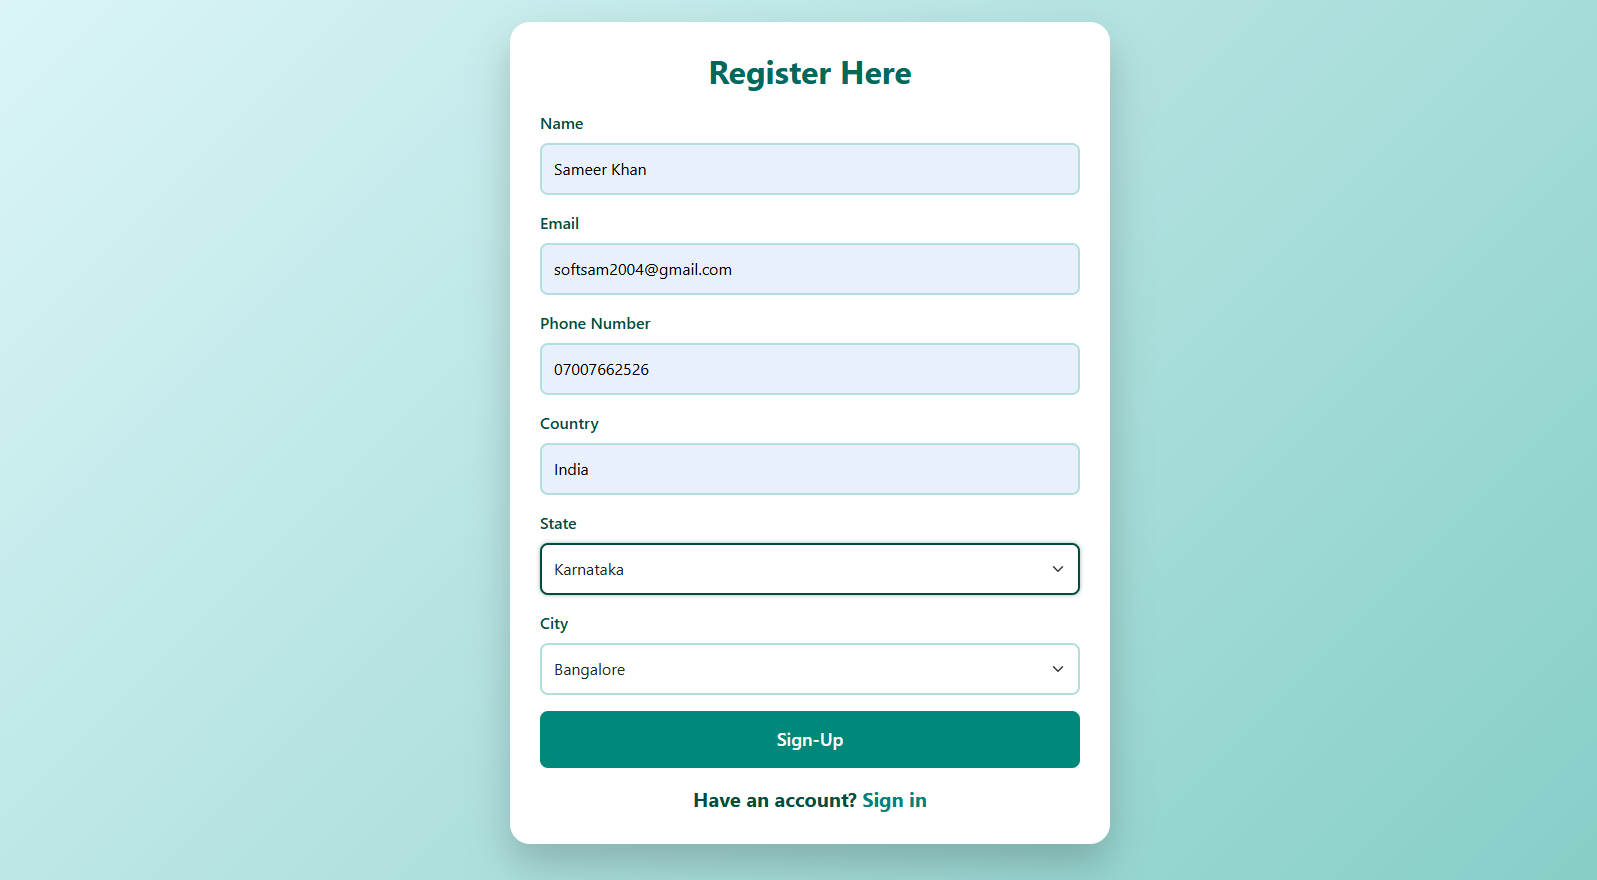 Register Here
Name
Sameer Khan
Email
softsam2004@gmail.com
Phone Number
07007662526
Country
India
State
Karnataka
City
Bangalore
Sign-Up
Have an account? Sign in